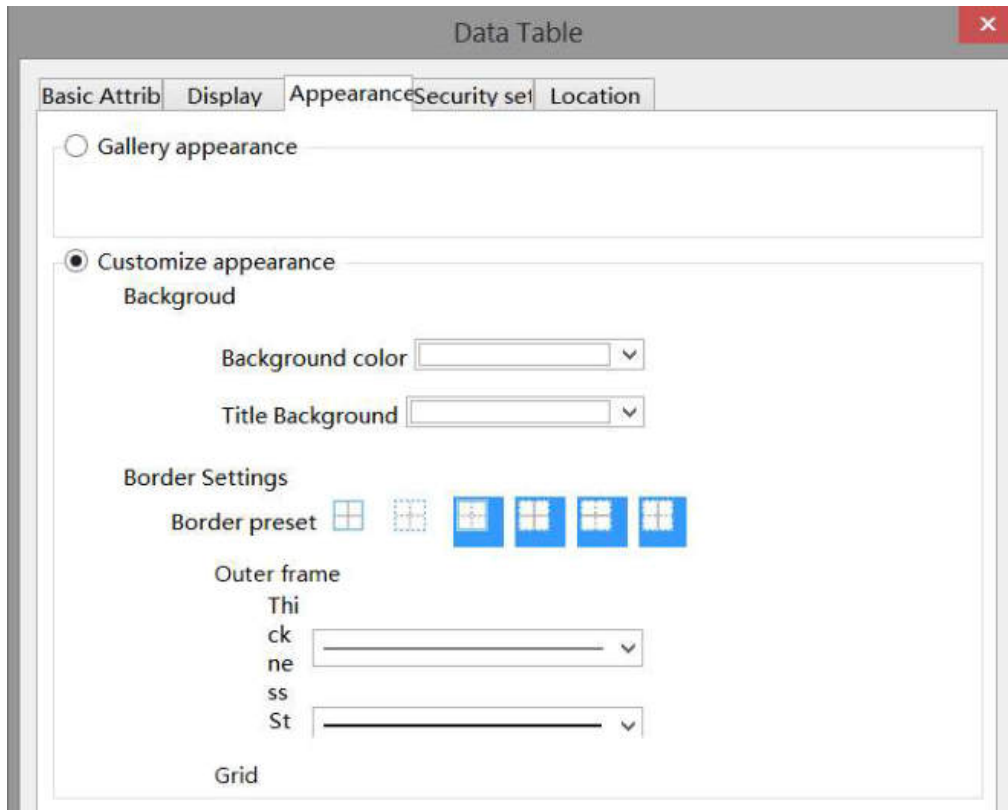 Data Table
Basic Attrib Display Appearance Security set Location
Gallery appearance
Customize appearance
Backgroud
Background color
Title Background
Border Settings
Border preset
Outer frame
Thi
ck
ne
ss
St
Grid